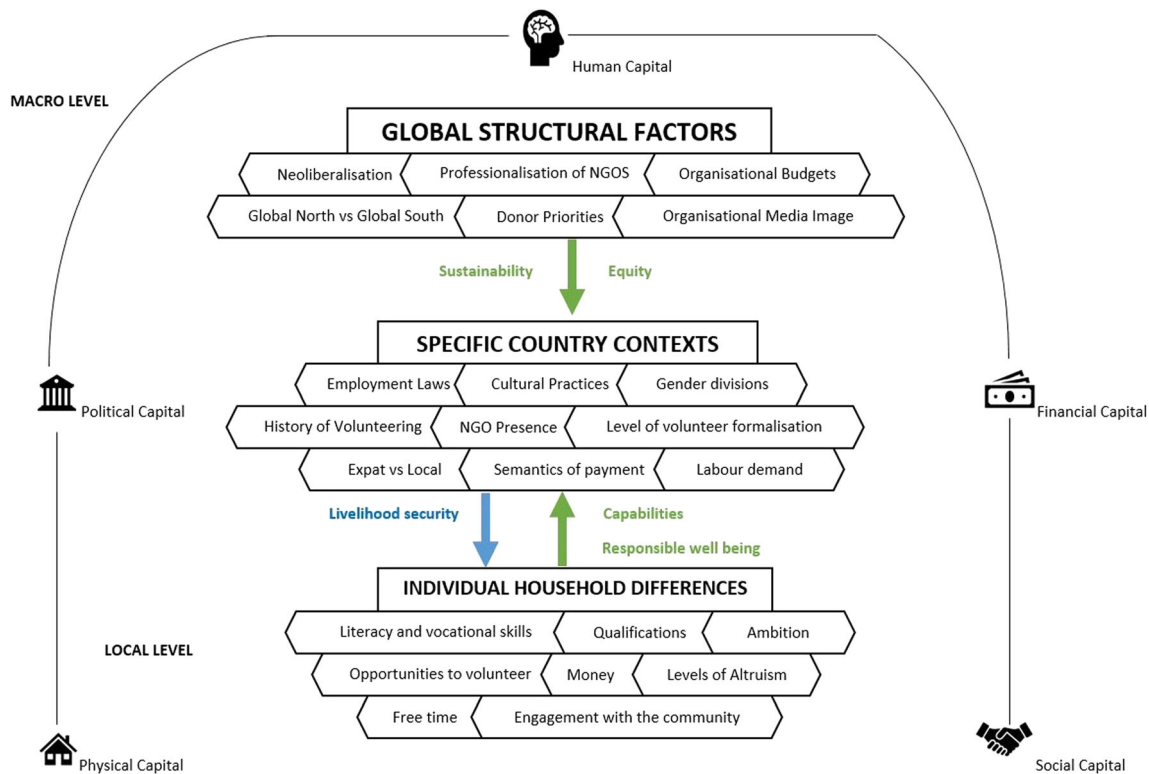 Human Capital
MACRO LEVEL
GLOBAL STRUCTURAL FACTORS
Neoliberalisation Professionalisation of NGOS Organisational Budgets
Global North vs Global South Donor Priorities Organisational Media Image
Sustainability Equity
SPECIFIC COUNTRY CONTEXTS
Employment Laws Cultural Practices Gender divisions
Political Capital
Financial Capital
History of Volunteering NGO Presence Level of volunteer formalisation
Expat vs Local Semantics of payment Labour demand
Livelihood security Capabilities
Responsible well being
INDIVIDUAL HOUSEHOLD DIFFERENCES
Literacy and vocational skills Qualifications Ambition
LOCAL LEVEL
Opportunities to volunteer Money Levels of Altruism
Free time Engagement with the community
Physical Capital
Social Capital